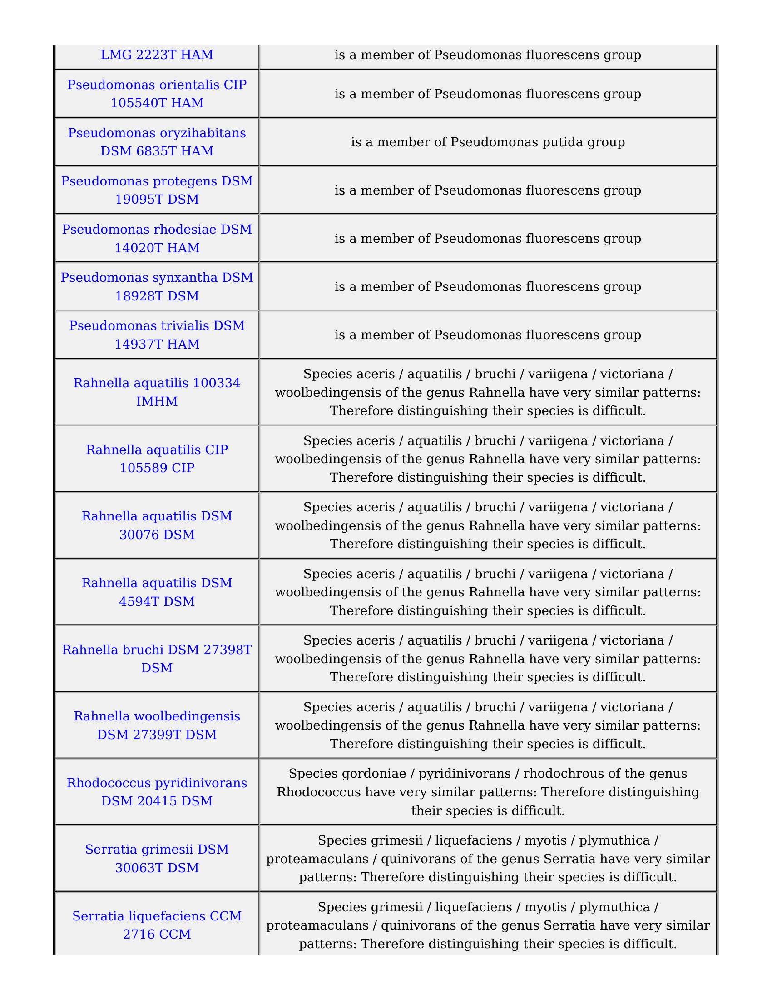 LMG 2223T HAM
is a member of Pseudomonas fluorescens group
Pseudomonas orientalis CIP
105540T HAM
is a member of Pseudomonas fluorescens group
Pseudomonas oryzihabitans
DSM 6835T HAM
is a member of Pseudomonas putida group
Pseudomonas protegens DSM
19095T DSM
is a member of Pseudomonas fluorescens group
Pseudomonas rhodesiae DSM
14020T HAM
is a member of Pseudomonas fluorescens group
Pseudomonas synxantha DSM
18928T DSM
is a member of Pseudomonas fluorescens group
Pseudomonas trivialis DSM
14937T HAM
is a member of Pseudomonas fluorescens group
Rahnella aquatilis 100334
IMHM
Species aceris / aquatilis / bruchi / variigena / victoriana /
woolbedingensis of the genus Rahnella have very similar patterns:
Therefore distinguishing their species is difficult.
Rahnella aquatilis CIP
105589 CIP
Species aceris / aquatilis / bruchi / variigena / victoriana /
woolbedingensis of the genus Rahnella have very similar patterns:
Therefore distinguishing their species is difficult.
Rahnella aquatilis DSM
30076 DSM
Species aceris / aquatilis / bruchi / variigena / victoriana /
woolbedingensis of the genus Rahnella have very similar patterns:
Therefore distinguishing their species is difficult.
Rahnella aquatilis DSM
4594T DSM
Species aceris / aquatilis / bruchi / variigena / victoriana /
woolbedingensis of the genus Rahnella have very similar patterns:
Therefore distinguishing their species is difficult.
Rahnella bruchi DSM 27398T
DSM
Species aceris / aquatilis / bruchi / variigena / victoriana /
woolbedingensis of the genus Rahnella have very similar patterns:
Therefore distinguishing their species is difficult.
Rahnella woolbedingensis
DSM 27399T DSM
Species aceris / aquatilis / bruchi / variigena / victoriana /
woolbedingensis of the genus Rahnella have very similar patterns:
Therefore distinguishing their species is difficult.
Rhodococcus pyridinivorans
DSM 20415 DSM
Species gordoniae / pyridinivorans / rhodochrous of the genus
Rhodococcus have very similar patterns: Therefore distinguishing
their species is difficult.
Serratia grimesii DSM
30063T DSM
Species grimesii / liquefaciens / myotis / plymuthica /
proteamaculans / quinivorans of the genus Serratia have very similar
patterns: Therefore distinguishing their species is difficult.
Serratia liquefaciens CCM
2716 CCM
Species grimesii / liquefaciens / myotis / plymuthica /
proteamaculans / quinivorans of the genus Serratia have very similar
patterns: Therefore distinguishing their species is difficult.